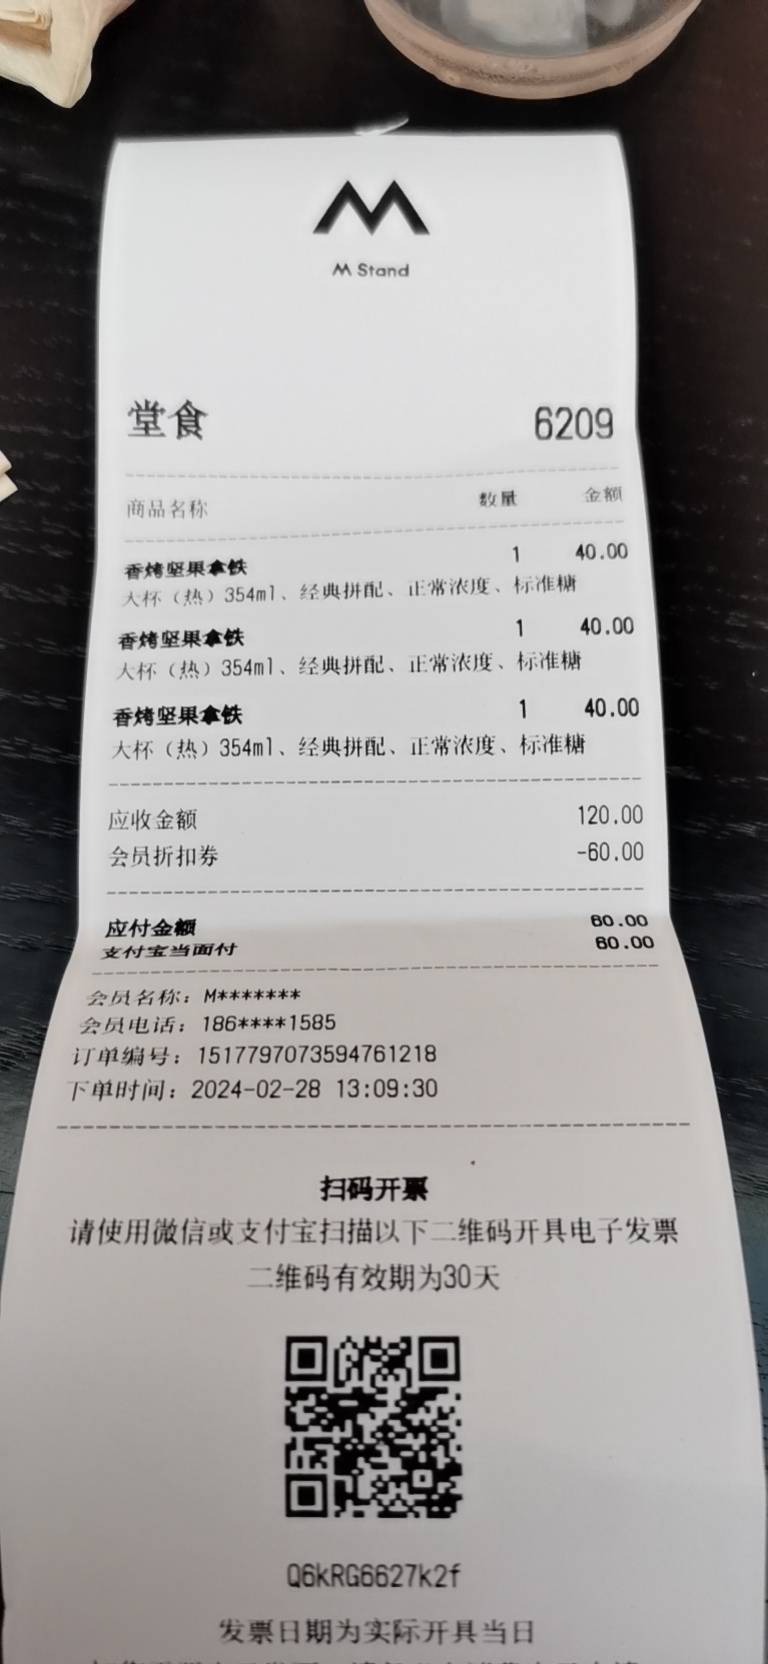 M Stand
堂食 6209
商品名称 数量 金额
香烤坚果拿铁 1 40.00
大杯（热）354ml、经典拼配、正常浓度、标准糖
香烤坚果拿铁 1 40.00
大杯（热）354ml、经典拼配、正常浓度、标准糖
香烤坚果拿铁 1 40.00
大杯（热）354ml、经典拼配、正常浓度、标准糖
应收金额 120.00
会员折扣券 -60.00
应付金额 60.00
支付宝当面付 60.00
会员名称：M*******
会员电话：186****1585
订单编号：1517797073594761218
下单时间：2024-02-28 13:09:30
扫码开票
请使用微信或支付宝扫描以下二维码开具电子发票
二维码有效期为30天
Q6kRG6627k2f
发票日期为实际开具当日